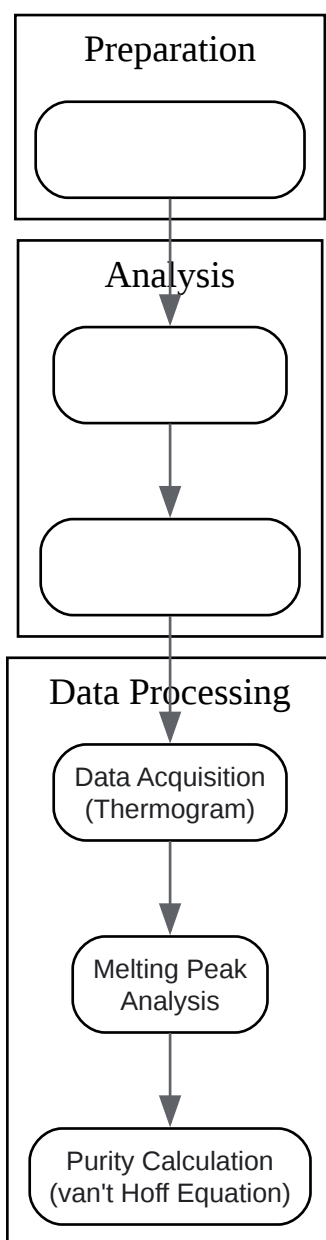 Preparation
Analysis
Data Processing
Data Acquisition
(Thermogram)
Melting Peak
Analysis
Purity Calculation
(van't Hoff Equation)